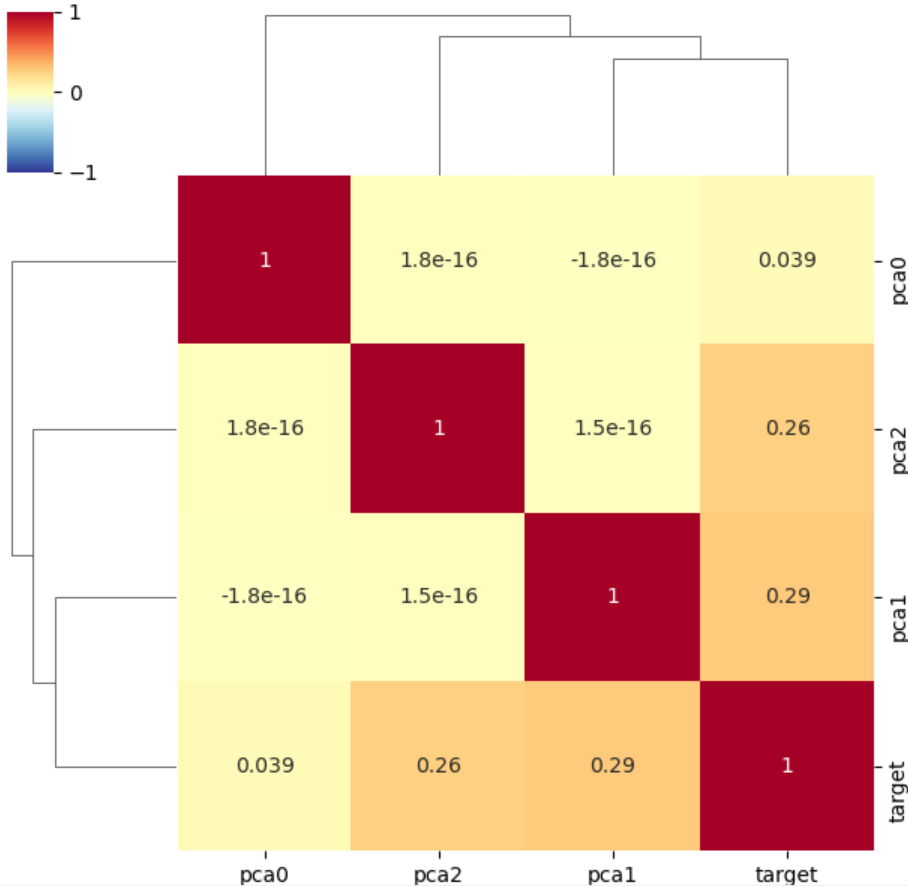 1
0
−1
1 1.8e-16 -1.8e-16 0.039 pca0
1.8e-16 1 1.5e-16 0.26 pca2
-1.8e-16 1.5e-16 1 0.29 pca1
0.039 0.26 0.29 1 target
pca0 pca2 pca1 target